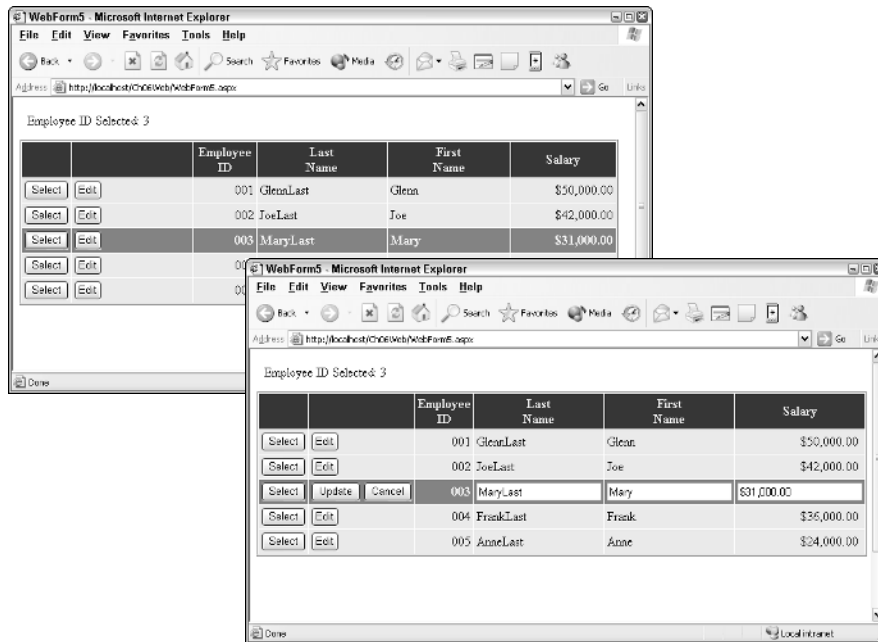 WebForm5 - Microsoft Internet Explorer
File Edit View Favorites Tools Help
Back Search Favorites Media
Address http://localhost/Ch06Web/WebForm5.aspx Go Links
Employee ID Selected: 3
Employee ID Last Name First Name Salary
Select Edit 001 GlennLast Glenn $50,000.00
Select Edit 002 JoeLast Joe $42,000.00
Select Edit 003 MaryLast Mary $31,000.00
Select Edit
Select Edit
Done
WebForm5 - Microsoft Internet Explorer
File Edit View Favorites Tools Help
Back Search Favorites Media
Address http://localhost/Ch06Web/WebForm5.aspx Go
Employee ID Selected: 3
Employee ID Last Name First Name Salary
Select Edit 001 GlennLast Glenn $50,000.00
Select Edit 002 JoeLast Joe $42,000.00
Select Update Cancel 003 MaryLast Mary $31,000.00
Select Edit 004 FrankLast Frank $36,000.00
Select Edit 005 AnneLast Anne $24,000.00
Done Local intranet